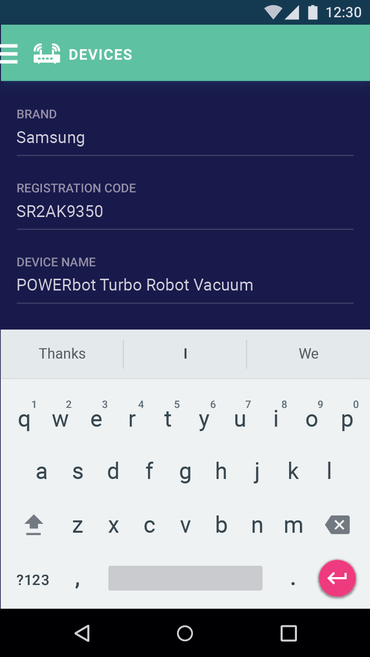 12:30
DEVICES
BRAND
Samsung
REGISTRATION CODE
SR2AK9350
DEVICE NAME
POWERbot Turbo Robot Vacuum
Thanks I We
1 2 3 4 5 6 7 8 9 0
q w e r t y u i o p
a s d f g h j k l
z x c v b n m
?123 , .